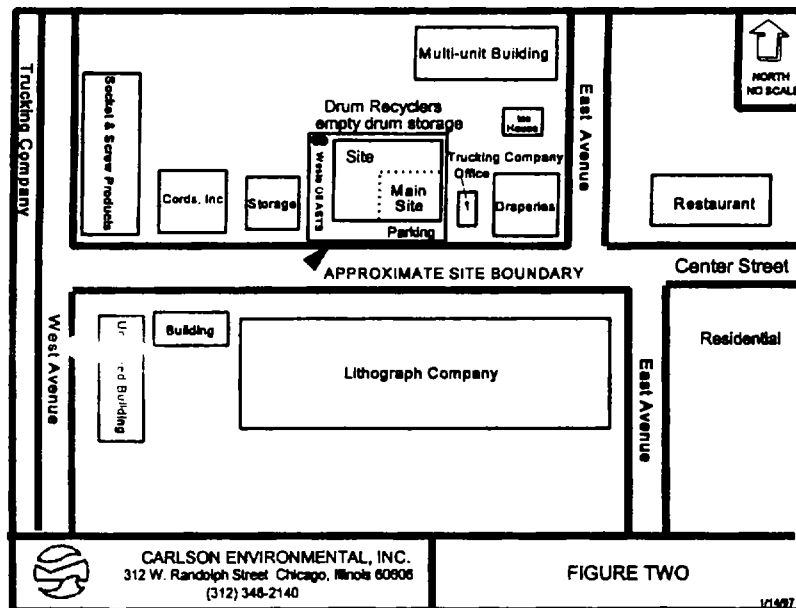 Multi-unit Building
NORTH
NO SCALE
Trucking Company
Socket & Screw Products
East Avenue
Drum Recyclers
empty drum storage
House
Trucking Company
Office
Site
Main
Site
Cords, Inc
Storage
1
Draperies
Restaurant
Parking
APPROXIMATE SITE BOUNDARY
Center Street
West Avenue
Building
Building
Lithograph Company
East Avenue
Residential
CARLSON ENVIRONMENTAL, INC.
312 W. Randolph Street Chicago, Illinois 60606
(312) 346-2140
FIGURE TWO
1/14/97